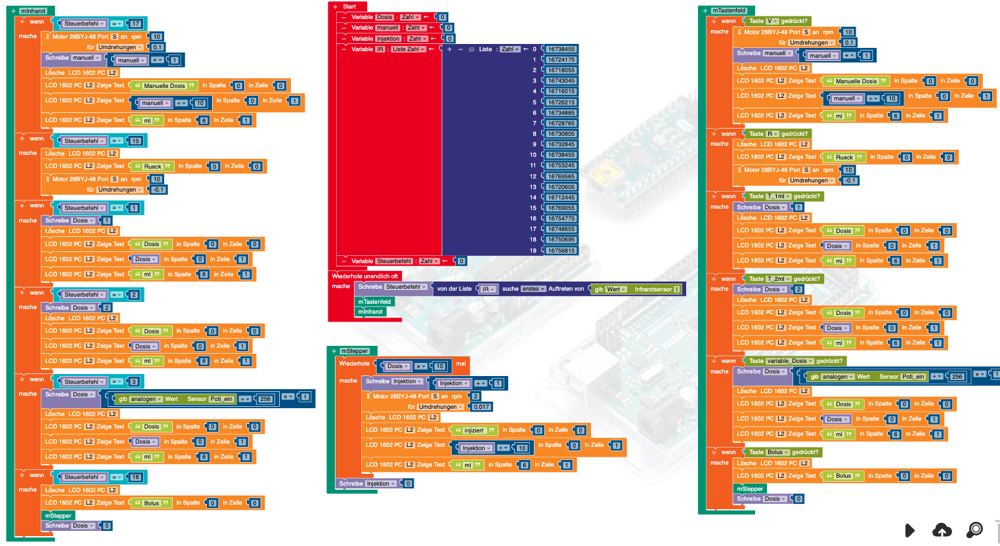 + mInfrarot
+ wenn Steuerbefehl = 17
mache Motor 28BYJ-48 Port S an rpm 10
für Umdrehungen 0.1
Schreibe manuell manuell + 1
Lösche LCD 1602 I²C L2
LCD 1602 I²C L2 Zeige Text “ Manuelle Dosis ” in Spalte 0 in Zeile 0
LCD 1602 I²C L2 Zeige Text manuell ÷ 10 in Spalte 0 in Zeile 1
LCD 1602 I²C L2 Zeige Text “ ml ” in Spalte 6 in Zeile 1
+ wenn Steuerbefehl = 15
mache Lösche LCD 1602 I²C L2
LCD 1602 I²C L2 Zeige Text “ Rueck ” in Spalte 0 in Zeile 0
Motor 28BYJ-48 Port S an rpm 10
für Umdrehungen -0.1
+ wenn Steuerbefehl = 1
mache Schreibe Dosis 1
Lösche LCD 1602 I²C L2
LCD 1602 I²C L2 Zeige Text “ Dosis ” in Spalte 0 in Zeile 0
LCD 1602 I²C L2 Zeige Text Dosis in Spalte 0 in Zeile 1
LCD 1602 I²C L2 Zeige Text “ ml ” in Spalte 6 in Zeile 1
+ wenn Steuerbefehl = 2
mache Schreibe Dosis 2
Lösche LCD 1602 I²C L2
LCD 1602 I²C L2 Zeige Text “ Dosis ” in Spalte 0 in Zeile 0
LCD 1602 I²C L2 Zeige Text Dosis in Spalte 0 in Zeile 1
LCD 1602 I²C L2 Zeige Text “ ml ” in Spalte 6 in Zeile 1
+ wenn Steuerbefehl = 3
mache Schreibe Dosis gib analogen Wert Sensor Poti_ein ÷ 256 × 1
Lösche LCD 1602 I²C L2
LCD 1602 I²C L2 Zeige Text “ Dosis ” in Spalte 0 in Zeile 0
LCD 1602 I²C L2 Zeige Text Dosis in Spalte 0 in Zeile 1
LCD 1602 I²C L2 Zeige Text “ ml ” in Spalte 6 in Zeile 1
+ wenn Steuerbefehl = 16
mache Lösche LCD 1602 I²C L2
LCD 1602 I²C L2 Zeige Text “ Bolus ” in Spalte 0 in Zeile 0
mStepper
Schreibe Dosis 0
+ Start
− Variable Dosis : Zahl ← 0
− Variable manuell : Zahl ← 0
− Variable Injektion : Zahl ← 0
− Variable IR : Liste Zahl ← + − Liste : Zahl ← 0 16738455
1 16724175
2 16718055
3 16743045
4 16716015
5 16726215
6 16734885
7 16728765
8 16730805
9 16732845
10 16738455
11 16753245
12 16769565
13 16720605
14 16712445
15 16769055
16 16754775
17 16748655
18 16750695
19 16756815
− Variable Steuerbefehl : Zahl ← 0
Wiederhole unendlich oft
mache Schreibe Steuerbefehl von der Liste IR suche erstes Auftreten von gib Wert Infrarotsensor I
mTastenfeld
mInfrarot
+ mStepper
Wiederhole Dosis × 10 mal
mache Schreibe Injektion Injektion + 1
Motor 28BYJ-48 Port S an rpm 2
für Umdrehungen 0.017
Lösche LCD 1602 I²C L2
LCD 1602 I²C L2 Zeige Text “ injiziert ” in Spalte 0 in Zeile 0
LCD 1602 I²C L2 Zeige Text Injektion ÷ 10 in Spalte 0 in Zeile 1
LCD 1602 I²C L2 Zeige Text “ ml ” in Spalte 6 in Zeile 1
Schreibe Injektion 0
+ mTastenfeld
+ wenn Taste V gedrückt?
mache Motor 28BYJ-48 Port S an rpm 10
für Umdrehungen 0.1
Schreibe manuell manuell + 1
Lösche LCD 1602 I²C L2
LCD 1602 I²C L2 Zeige Text “ Manuelle Dosis ” in Spalte 0 in Zeile 0
LCD 1602 I²C L2 Zeige Text manuell ÷ 10 in Spalte 0 in Zeile 1
LCD 1602 I²C L2 Zeige Text “ ml ” in Spalte 6 in Zeile 1
+ wenn Taste R gedrückt?
mache Lösche LCD 1602 I²C L2
LCD 1602 I²C L2 Zeige Text “ Rueck ” in Spalte 0 in Zeile 0
Motor 28BYJ-48 Port S an rpm 10
für Umdrehungen -0.1
+ wenn Taste T_1ml gedrückt?
mache Schreibe Dosis 1
Lösche LCD 1602 I²C L2
LCD 1602 I²C L2 Zeige Text “ Dosis ” in Spalte 0 in Zeile 0
LCD 1602 I²C L2 Zeige Text Dosis in Spalte 0 in Zeile 1
LCD 1602 I²C L2 Zeige Text “ ml ” in Spalte 6 in Zeile 1
+ wenn Taste T_2ml gedrückt?
mache Schreibe Dosis 2
Lösche LCD 1602 I²C L2
LCD 1602 I²C L2 Zeige Text “ Dosis ” in Spalte 0 in Zeile 0
LCD 1602 I²C L2 Zeige Text Dosis in Spalte 0 in Zeile 1
LCD 1602 I²C L2 Zeige Text “ ml ” in Spalte 6 in Zeile 1
+ wenn Taste variable_Dosis gedrückt?
mache Schreibe Dosis gib analogen Wert Sensor Poti_ein ÷ 256 × 1
Lösche LCD 1602 I²C L2
LCD 1602 I²C L2 Zeige Text “ Dosis ” in Spalte 0 in Zeile 0
LCD 1602 I²C L2 Zeige Text Dosis in Spalte 0 in Zeile 1
LCD 1602 I²C L2 Zeige Text “ ml ” in Spalte 6 in Zeile 1
+ wenn Taste Bolus gedrückt?
mache Lösche LCD 1602 I²C L2
LCD 1602 I²C L2 Zeige Text “ Bolus ” in Spalte 0 in Zeile 0
mStepper
Schreibe Dosis 0